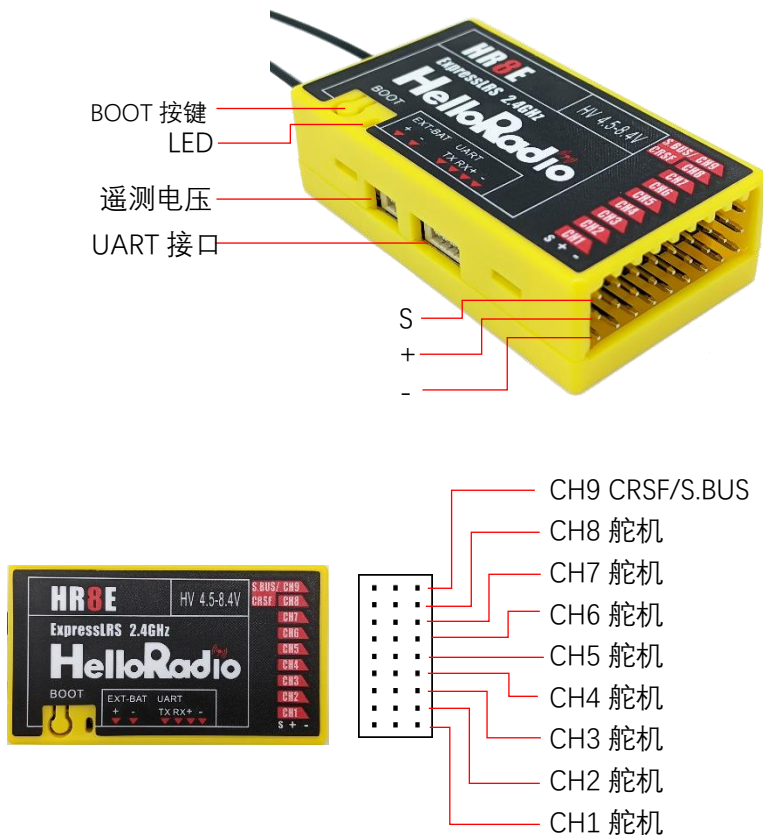 BOOT 按键
LED
遥测电压
UART 接口
S
+
-
HR8E
ExpressLRS 2.4GHz
HV 4.5-8.4V
HelloRadio
BOOT
EXT-BAT UART
+ - TX RX + -
S.BUS/ CH9
CRSF CH8
CH7
CH6
CH5
CH4
CH3
CH2
CH1
S + -
HR8E
HV 4.5-8.4V
ExpressLRS 2.4GHz
HelloRadio
BOOT
EXT-BAT UART
+ - TX RX+ -
S.BUS/ CH9
CRSF CH8
CH7
CH6
CH5
CH4
CH3
CH2
CH1
S + -
CH9 CRSF/S.BUS
CH8 舵机
CH7 舵机
CH6 舵机
CH5 舵机
CH4 舵机
CH3 舵机
CH2 舵机
CH1 舵机